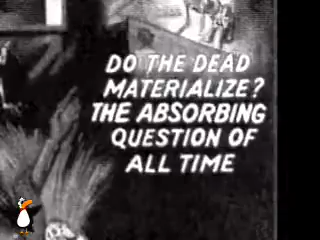 DO THE DEAD
MATERIALIZE?
THE ABSORBING
QUESTION OF
ALL TIME